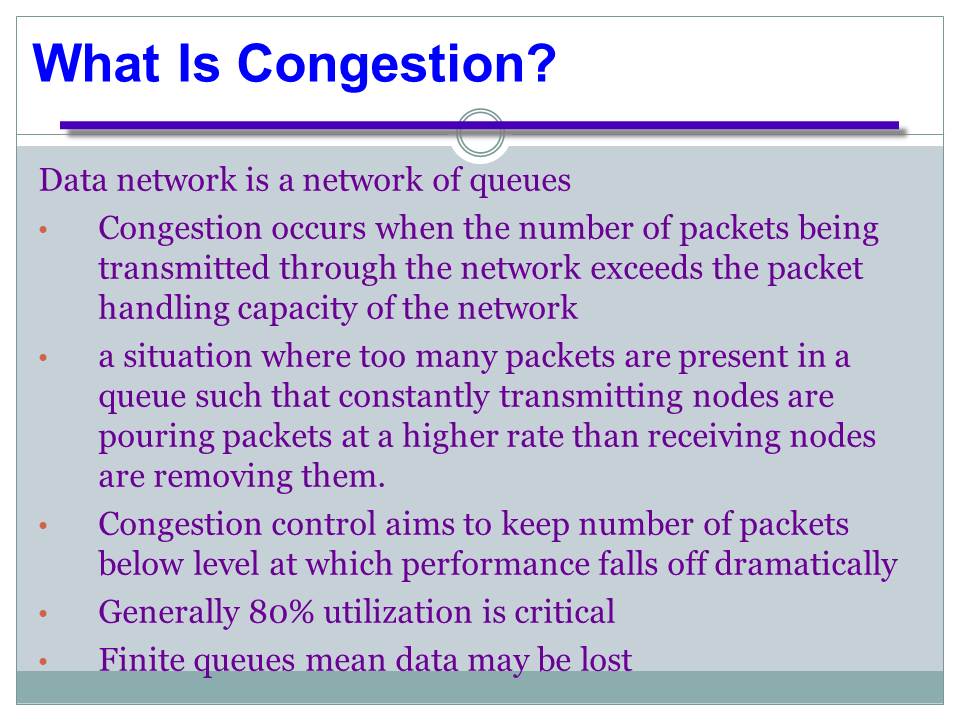 What Is Congestion?
Data network is a network of queues
• Congestion occurs when the number of packets being
transmitted through the network exceeds the packet
handling capacity of the network
• a situation where too many packets are present in a
queue such that constantly transmitting nodes are
pouring packets at a higher rate than receiving nodes
are removing them.
• Congestion control aims to keep number of packets
below level at which performance falls off dramatically
• Generally 80% utilization is critical
• Finite queues mean data may be lost